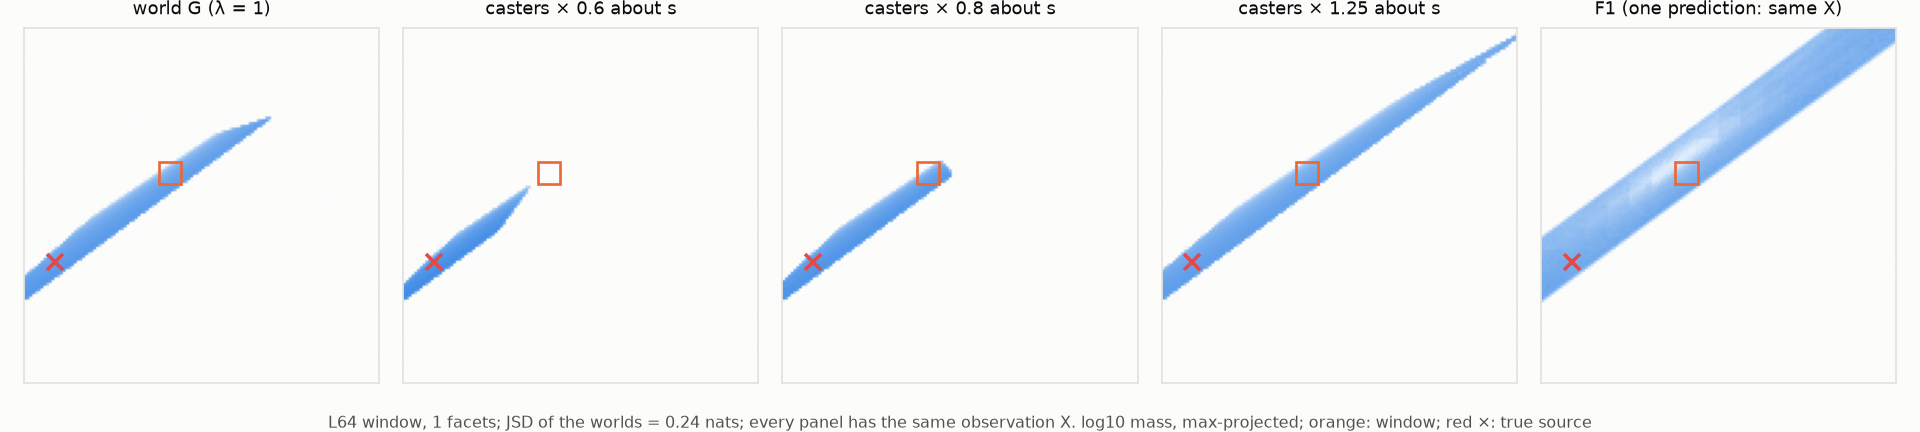 world G (λ = 1)
casters × 0.6 about s
casters × 0.8 about s
casters × 1.25 about s
F1 (one prediction: same X)
L64 window, 1 facets; JSD of the worlds = 0.24 nats; every panel has the same observation X. log10 mass, max-projected; orange: window; red ×: true source